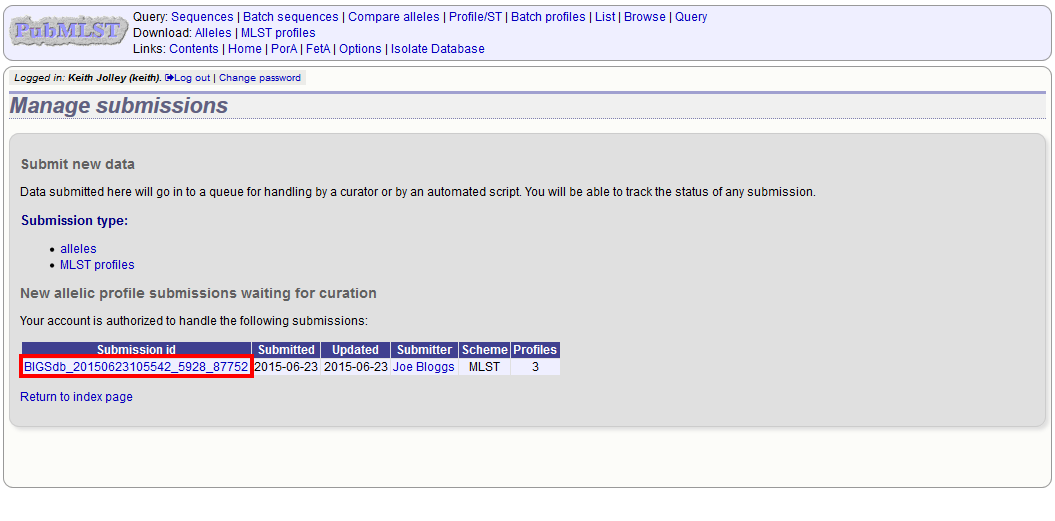 PubMLST
Query: Sequences | Batch sequences | Compare alleles | Profile/ST | Batch profiles | List | Browse | Query
Download: Alleles | MLST profiles
Links: Contents | Home | PorA | FetA | Options | Isolate Database
Logged in: Keith Jolley (keith). Log out | Change password
Manage submissions
Submit new data
Data submitted here will go in to a queue for handling by a curator or by an automated script. You will be able to track the status of any submission.
Submission type:
• alleles
• MLST profiles
New allelic profile submissions waiting for curation
Your account is authorized to handle the following submissions:
Submission id Submitted Updated Submitter Scheme Profiles
BIGSdb_20150623105542_5928_87752 2015-06-23 2015-06-23 Joe Bloggs MLST 3
Return to index page